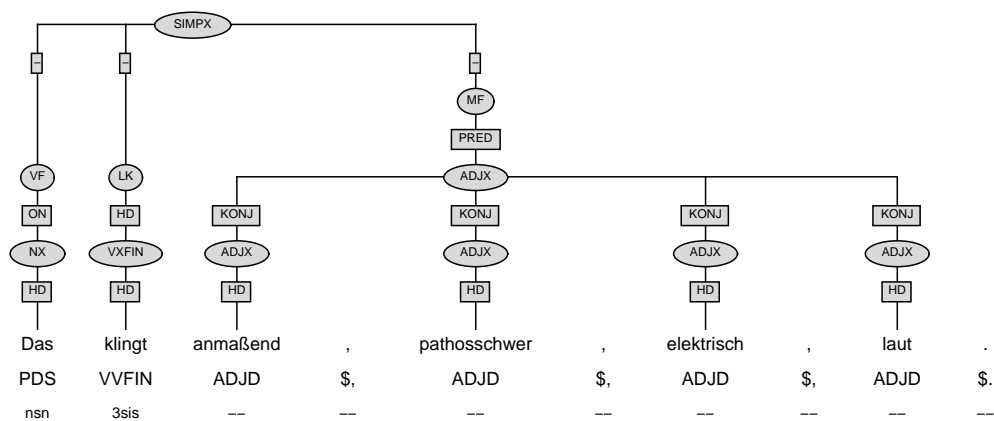 SIMPX
– – –
MF
PRED
VF LK ADJX
ON HD KONJ KONJ KONJ KONJ
NX VXFIN ADJX ADJX ADJX ADJX
HD HD HD HD HD HD
Das klingt anmaßend , pathosschwer , elektrisch , laut .
PDS VVFIN ADJD $, ADJD $, ADJD $, ADJD $.
nsn 3sis –– –– –– –– –– –– –– ––